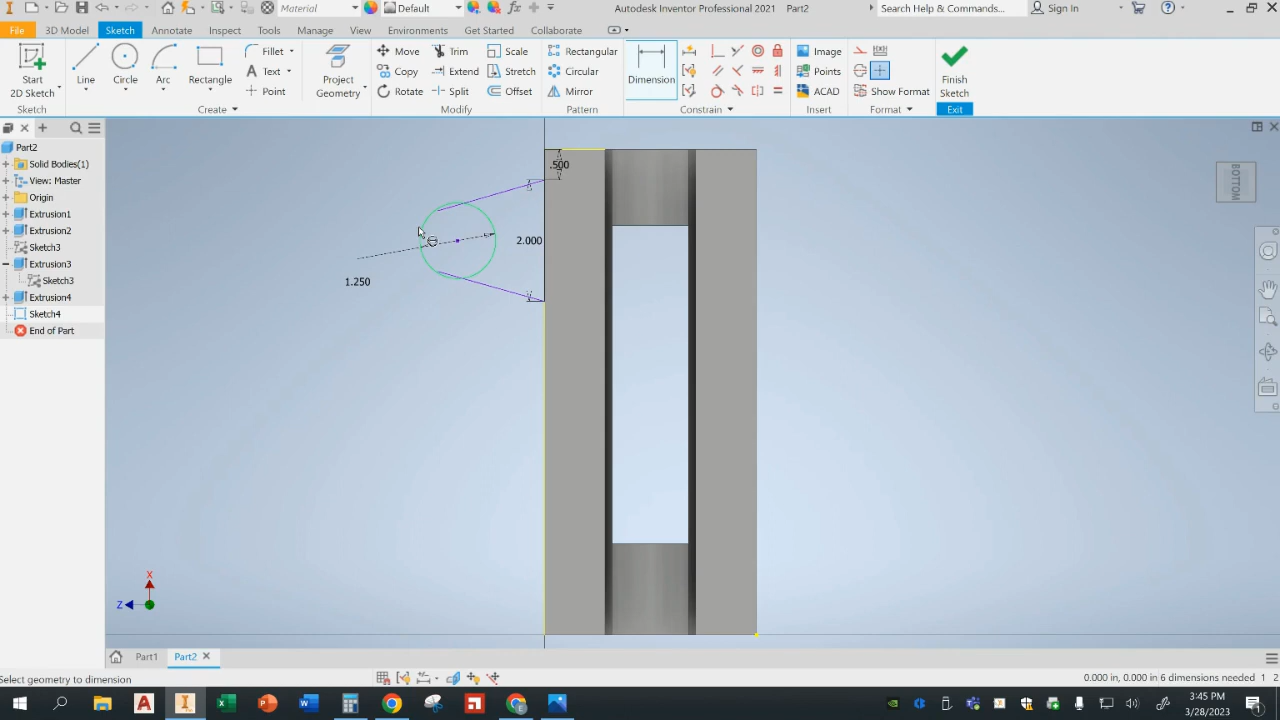 Material
Default
Autodesk Inventor Professional 2021 Part2
Search Help & Commands...
Sign In
File
3D Model
Sketch
Annotate
Inspect
Tools
Manage
View
Environments
Get Started
Collaborate
Start
2D Sketch
Line
Circle
Arc
Rectangle
Fillet
Text
Point
Project
Geometry
Move
Copy
Rotate
Trim
Extend
Split
Scale
Stretch
Offset
Rectangular
Circular
Mirror
Dimension
Image
Points
ACAD
Show Format
Finish
Sketch
Sketch
Create
Modify
Pattern
Constrain
Insert
Format
Exit
Part2
Solid Bodies(1)
View: Master
Origin
Extrusion1
Extrusion2
Sketch3
Extrusion3
Sketch3
Extrusion4
Sketch4
End of Part
.500
2.000
1.250
BOTTOM
X
Z
Part1
Part2
Select geometry to dimension
0.000 in, 0.000 in 6 dimensions needed 1 2
3:45 PM
3/28/2023